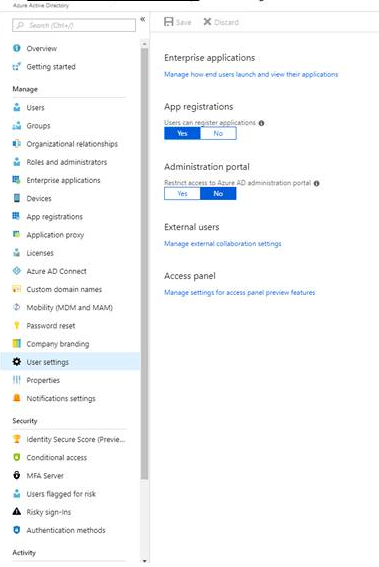 Azure Active Directory
Search (Ctrl+/)
«
Overview
Getting started
Manage
Users
Groups
Organizational relationships
Roles and administrators
Enterprise applications
Devices
App registrations
Application proxy
Licenses
Azure AD Connect
Custom domain names
Mobility (MDM and MAM)
Password reset
Company branding
User settings
Properties
Notifications settings
Security
Identity Secure Score (Previe...
Conditional access
MFA Server
Users flagged for risk
Risky sign-ins
Authentication methods
Activity
Save Discard
Enterprise applications
Manage how end users launch and view their applications
App registrations
Users can register applications
Yes No
Administration portal
Restrict access to Azure AD administration portal
Yes No
External users
Manage external collaboration settings
Access panel
Manage settings for access panel preview features